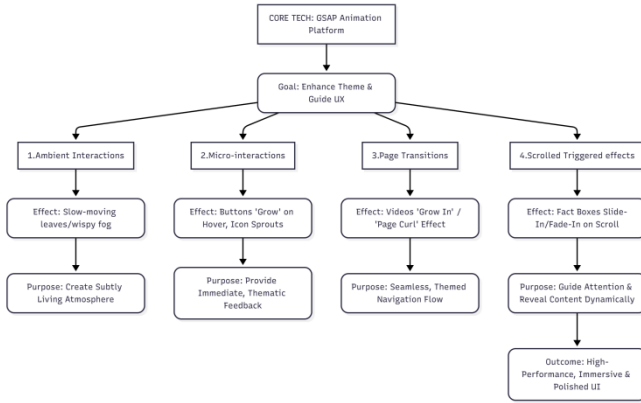 CORE TECH: GSAP Animation
Platform
Goal: Enhance Theme &
Guide UX
1.Ambient Interactions
2.Micro-interactions
3.Page Transitions
4.Scrolled Triggered effects
Effect: Slow-moving
leaves/wispy fog
Effect: Buttons 'Grow' on
Hover, Icon Sprouts
Effect: Videos 'Grow In' /
'Page Curl' Effect
Effect: Fact Boxes Slide-
In/Fade-In on Scroll
Purpose: Create Subtly
Living Atmosphere
Purpose: Provide
Immediate, Thematic
Feedback
Purpose: Seamless, Themed
Navigation Flow
Purpose: Guide Attention &
Reveal Content Dynamically
Outcome: High-
Performance, Immersive &
Polished UI